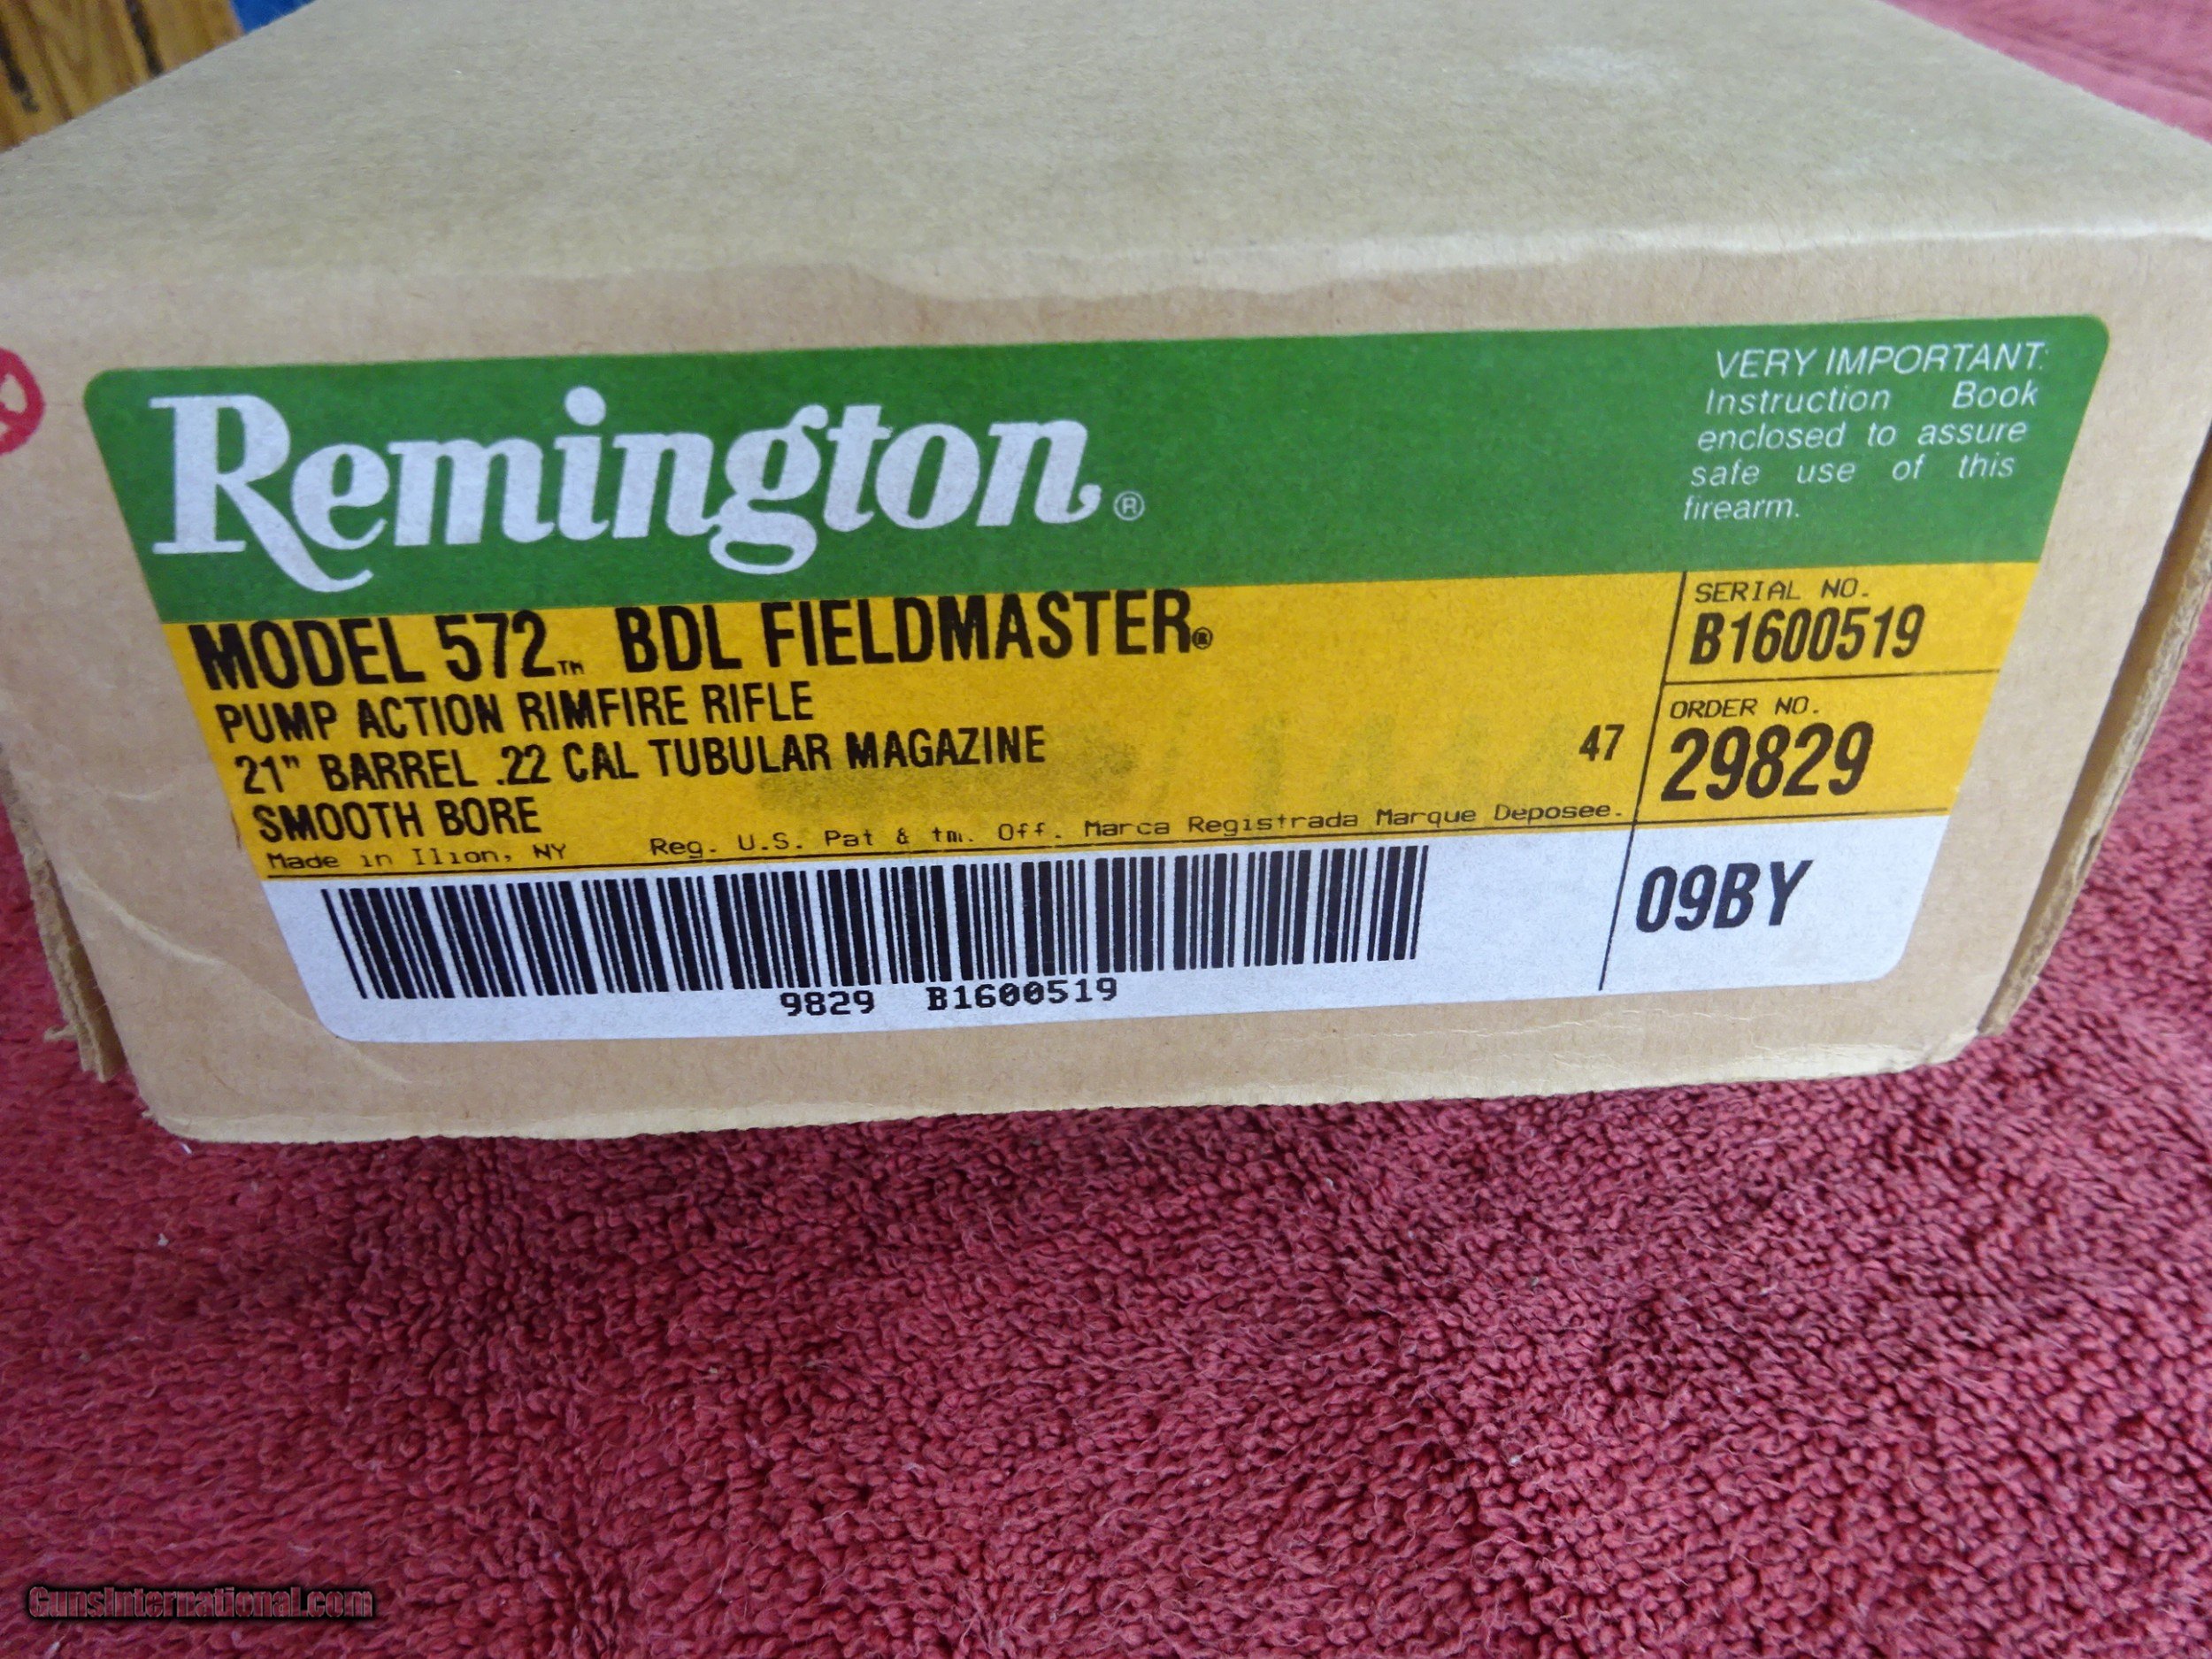 Remington®
VERY IMPORTANT:
Instruction Book
enclosed to assure
safe use of this
firearm.
MODEL 572™ BDL FIELDMASTER®
PUMP ACTION RIMFIRE RIFLE
21" BARREL .22 CAL TUBULAR MAGAZINE
47
SMOOTH BORE
Made in Ilion, NY Reg. U.S. Pat & tm. Off. Marca Registrada Marque Deposee.
SERIAL NO.
B1600519
ORDER NO.
29829
09BY
9829 B1600519
GunsInternational.com